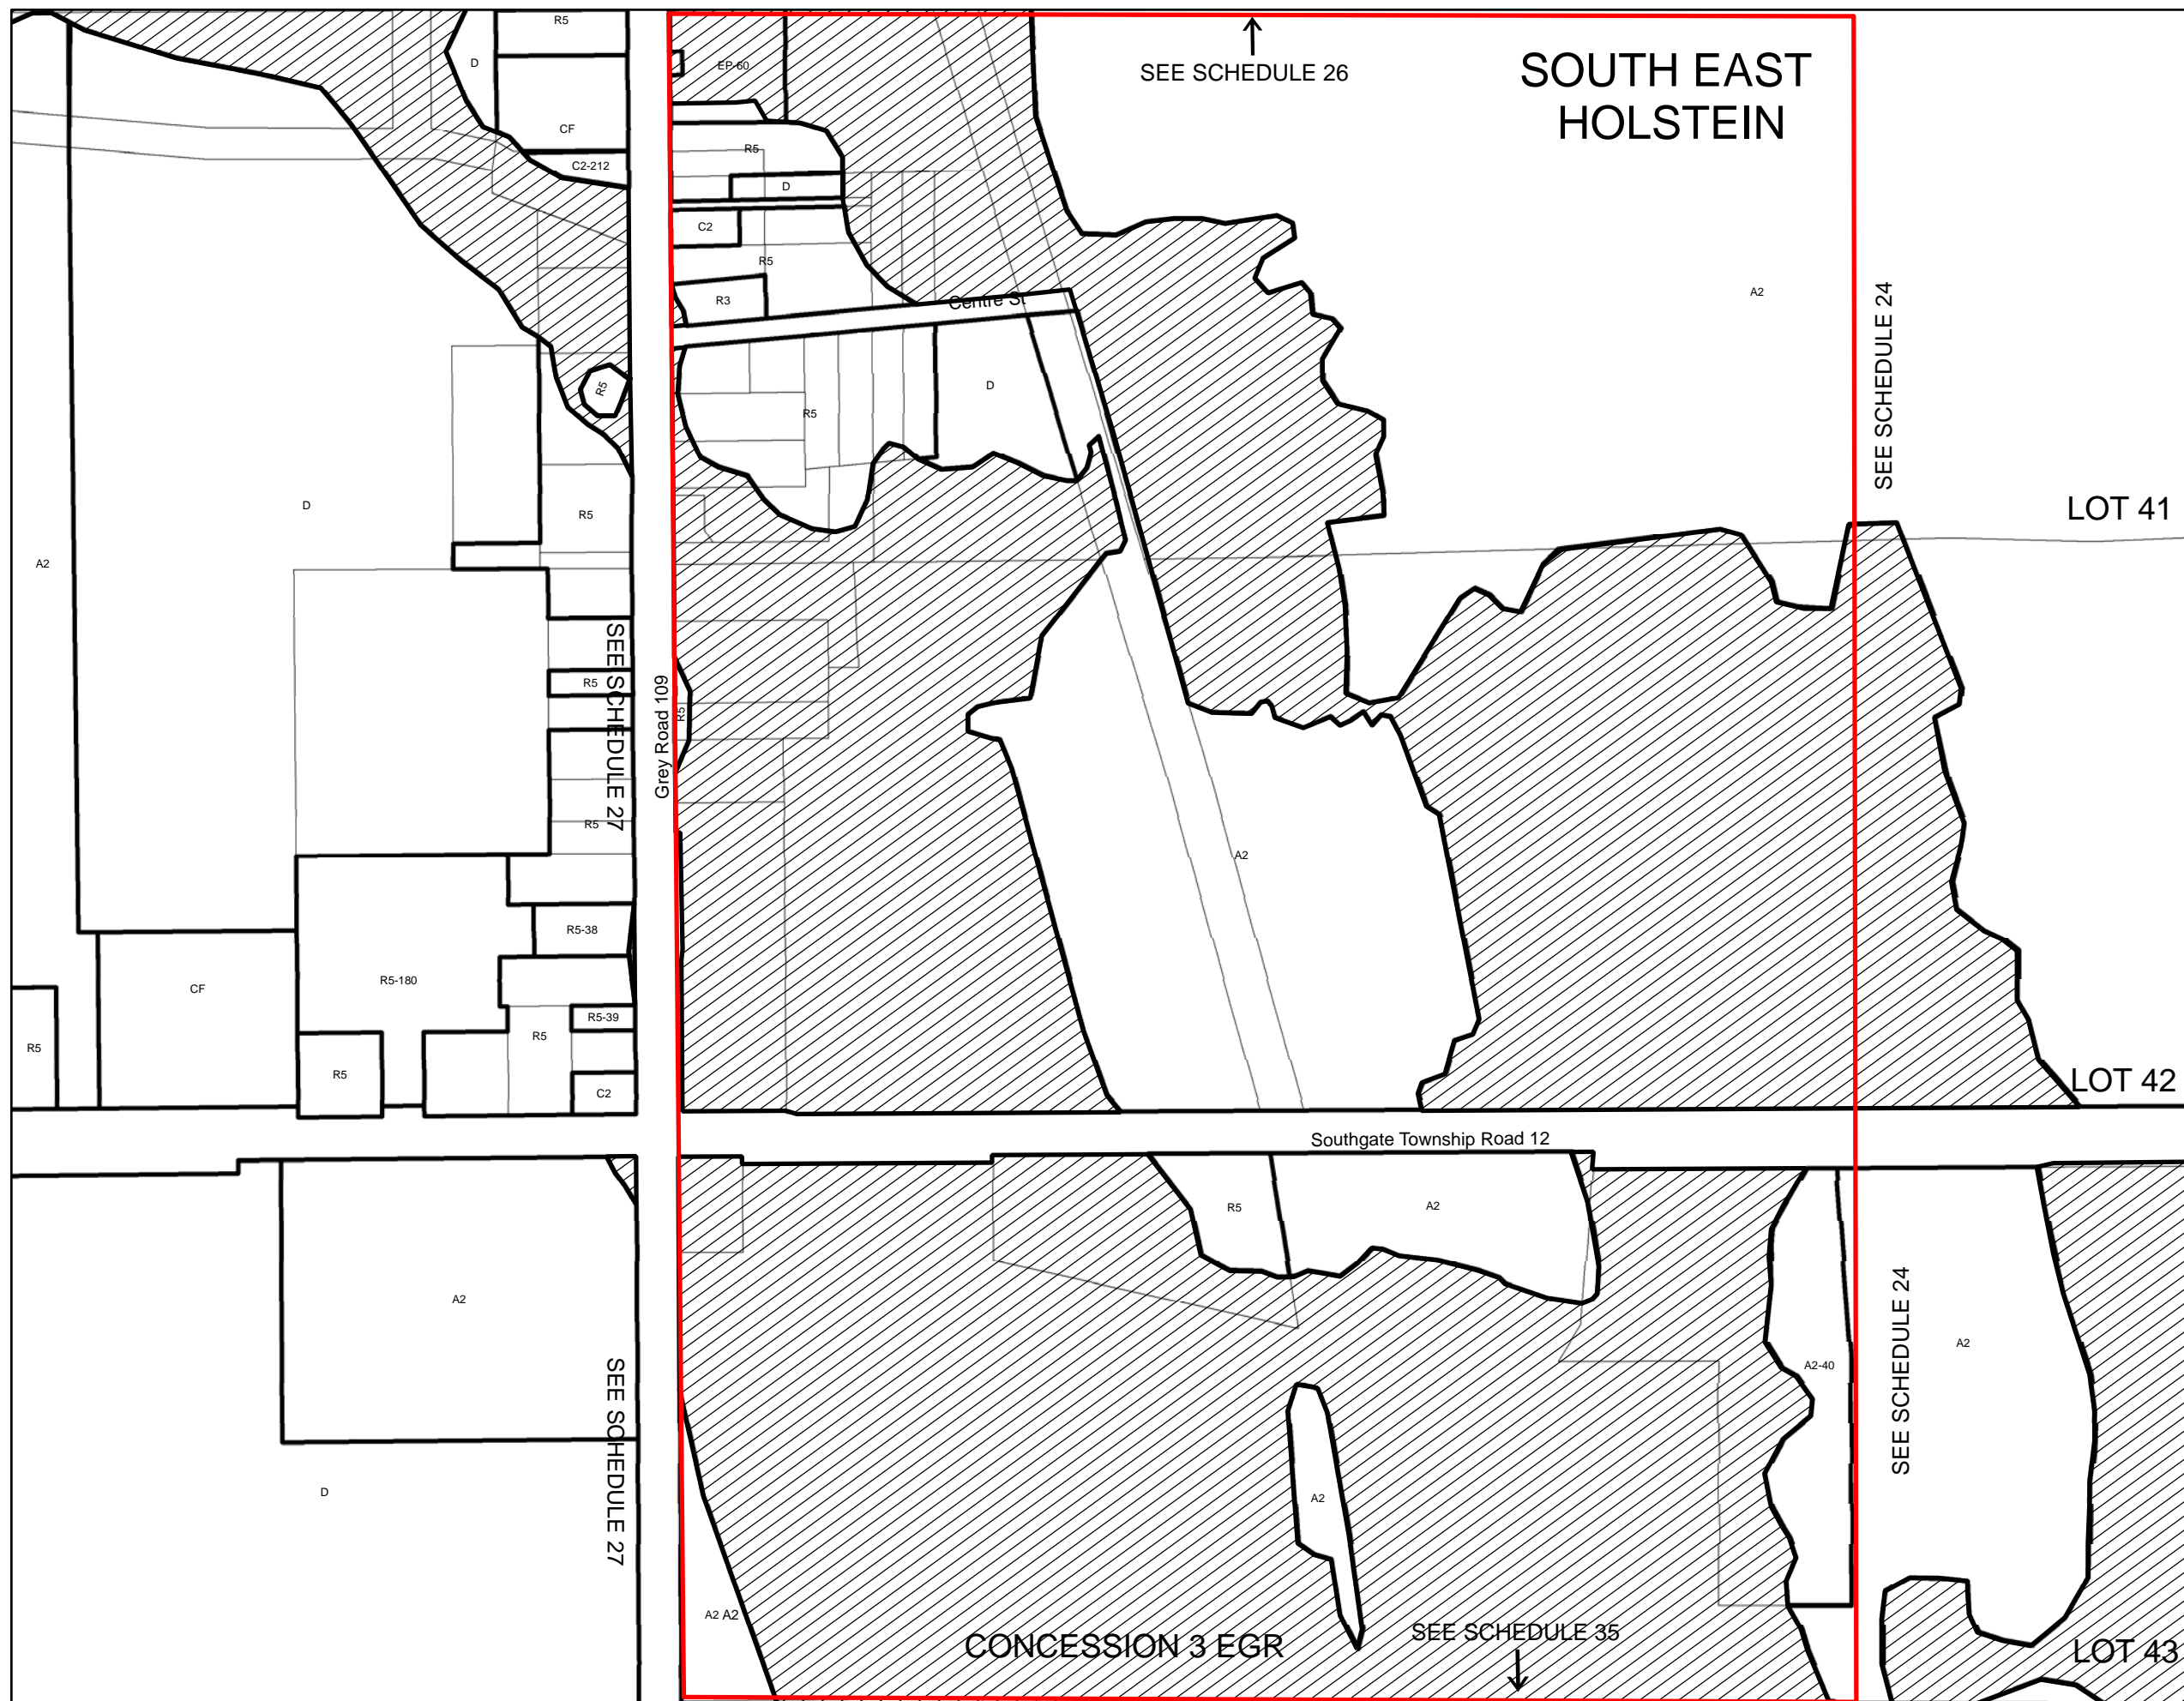 R5
D
EP-60
SEE SCHEDULE 26
SOUTH EAST
HOLSTEIN
CF
C2-212
R5
D
C2
R5
R3
Centre St
A2
SEE SCHEDULE 24
R5
D
R5
D
R5
LOT 41
A2
SEE SCHEDULE 27
R5
R5
Grey Road 109
R5
A2
R5-38
R5-180
CF
R5-39
R5
R5
R5
C2
LOT 42
Southgate Township Road 12
R5
A2
A2
SEE SCHEDULE 24
A2-40
A2
SEE SCHEDULE 27
D
A2
A2 A2
CONCESSION 3 EGR
SEE SCHEDULE 35
LOT 43